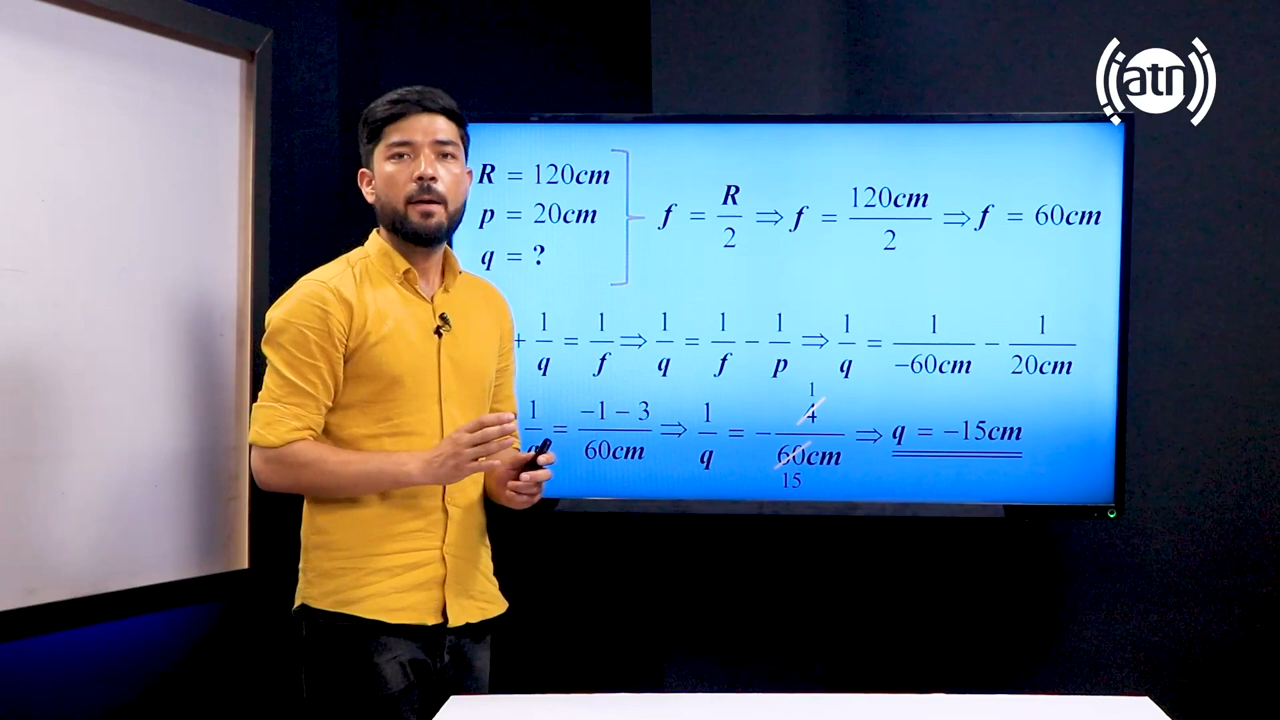 atn
R = 120cm
p = 20cm
q = ?
f = R/2 ⇒ f = 120cm/2 ⇒ f = 60cm
+ 1/q = 1/f ⇒ 1/q = 1/f − 1/p ⇒ 1/q = 1/−60cm − 1/20cm
1/q = −1 − 3/60cm ⇒ 1/q = − 4/60cm ⇒ q = −15cm
1
15